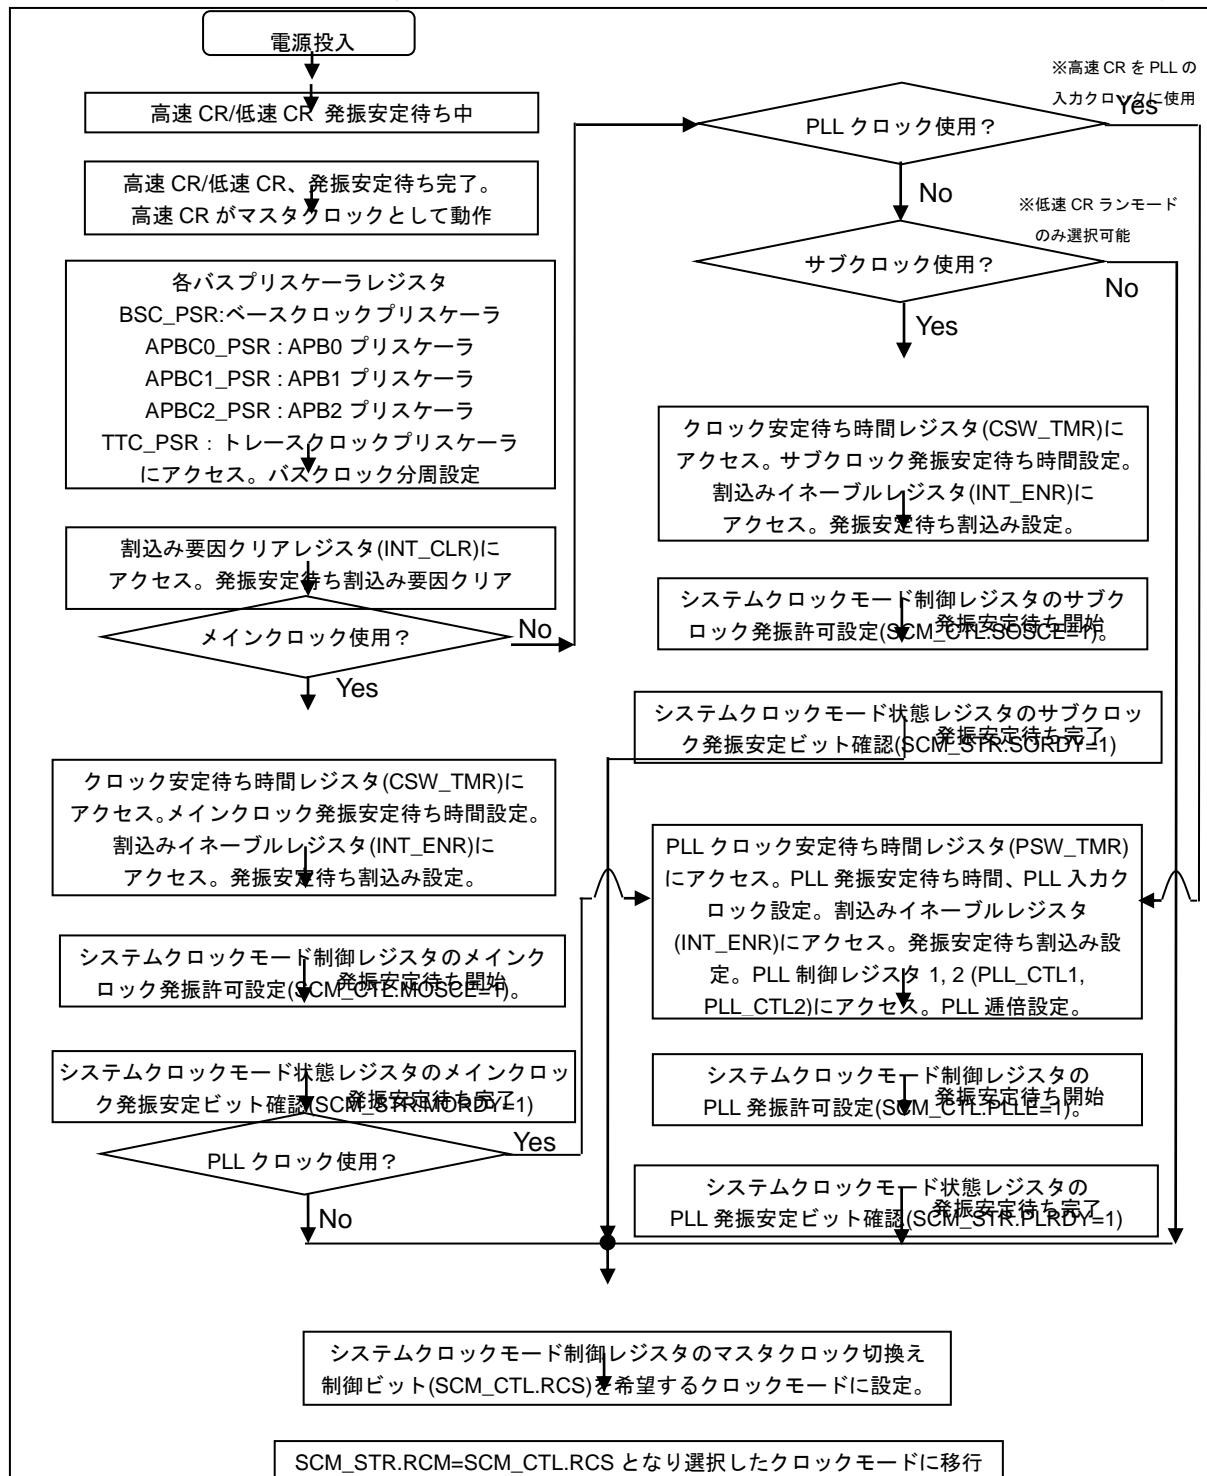 電源投入
高速 CR/低速 CR 発振安定待ち中
高速 CR/低速 CR、発振安定待ち完了。
高速 CR がマスタクロックとして動作
各バスプリスケーラレジスタ
BSC_PSR:ベースクロックプリスケーラ
APBC0_PSR : APB0 プリスケーラ
APBC1_PSR : APB1 プリスケーラ
APBC2_PSR : APB2 プリスケーラ
TTC_PSR : トレースクロックプリスケーラ
にアクセス。バスクロック分周設定
割込み要因クリアレジスタ(INT_CLR)に
アクセス。発振安定待ち割込み要因クリア
メインクロック使用？
No
Yes
クロック安定待ち時間レジスタ(CSW_TMR)に
アクセス。メインクロック発振安定待ち時間設定。
割込みイネーブルレジスタ(INT_ENR)に
アクセス。発振安定待ち割込み設定。
システムクロックモード制御レジスタのメインク
ロック発振許可設定(SCM_CTL.MOSCE=1)。
発振安定待ち開始
システムクロックモード状態レジスタのメインクロッ
ク発振安定ビット確認(SCM_STR.MORDY=1)
発振安定待ち完了
PLL クロック使用？
Yes
No
※高速 CR を PLL の
入力クロックに使用
PLL クロック使用？
Yes
No
※低速 CR ランモード
のみ選択可能
サブクロック使用？
No
Yes
クロック安定待ち時間レジスタ(CSW_TMR)に
アクセス。サブクロック発振安定待ち時間設定。
割込みイネーブルレジスタ(INT_ENR)に
アクセス。発振安定待ち割込み設定。
システムクロックモード制御レジスタのサブク
ロック発振許可設定(SCM_CTL.SOSCE=1)。
発振安定待ち開始
システムクロックモード状態レジスタのサブクロッ
ク発振安定ビット確認(SCM_STR.SORDY=1)
発振安定待ち完了
PLL クロック安定待ち時間レジスタ(PSW_TMR)
にアクセス。PLL 発振安定待ち時間、PLL 入力ク
ロック設定。割込みイネーブルレジスタ
(INT_ENR)にアクセス。発振安定待ち割込み設
定。PLL 制御レジスタ 1, 2 (PLL_CTL1,
PLL_CTL2)にアクセス。PLL 逓倍設定。
システムクロックモード制御レジスタの
PLL 発振許可設定(SCM_CTL.PLLE=1)。
発振安定待ち開始
システムクロックモード状態レジスタの
PLL 発振安定ビット確認(SCM_STR.PLRDY=1)
発振安定待ち完了
システムクロックモード制御レジスタのマスタクロック切換え
制御ビット(SCM_CTL.RCS)を希望するクロックモードに設定。
SCM_STR.RCM=SCM_CTL.RCS となり選択したクロックモードに移行